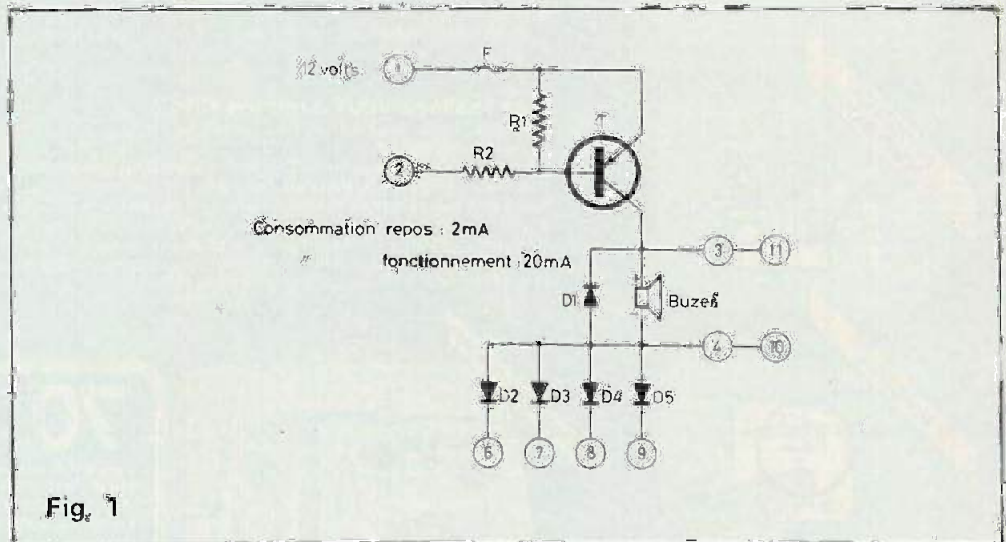 F
12 volts 1
R1
T
R2
2
Consommation repos : 2mA
" fonctionnement : 20mA
3 11
D1
Buzer
4 10
D2 D3 D4 D5
6 7 8 9
Fig. 1